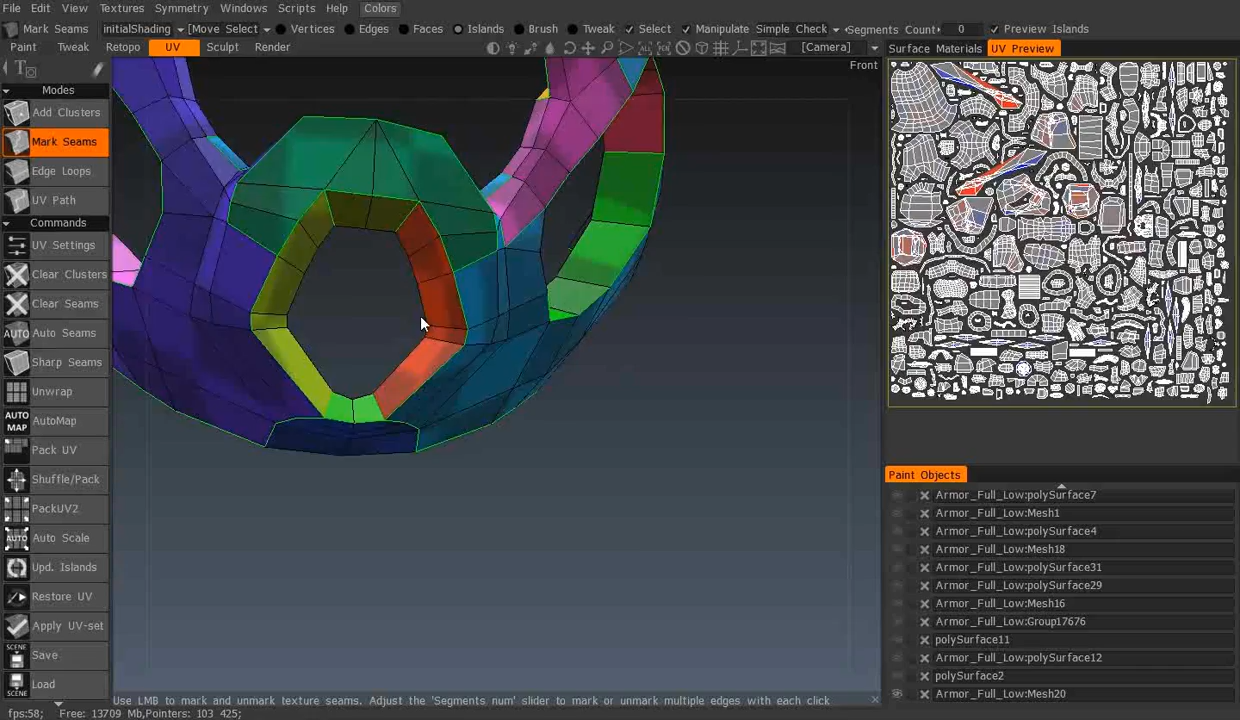 File Edit View Textures Symmetry Windows Scripts Help Colors
Mark Seams initialShading [Move Select] Vertices Edges Faces Islands Brush Tweak Select Manipulate Simple Check Segments Count 0 Preview Islands
Paint Tweak Retopo UV Sculpt Render [Camera] Surface Materials UV Preview
Front
Modes
Add Clusters
Mark Seams
Edge Loops
UV Path
Commands
UV Settings
Clear Clusters
Clear Seams
AUTO Auto Seams
Sharp Seams
Unwrap
AUTO MAP AutoMap
Pack UV
Shuffle/Pack
PackUV2
AUTO Auto Scale
Upd. Islands
Restore UV
Apply UV-set
SCENE Save
Load SCENE
Paint Objects
Armor_Full_Low:polySurface7
Armor_Full_Low:Mesh1
Armor_Full_Low:polySurface4
Armor_Full_Low:Mesh18
Armor_Full_Low:polySurface31
Armor_Full_Low:polySurface29
Armor_Full_Low:Mesh16
Armor_Full_Low:Group17676
polySurface11
Armor_Full_Low:polySurface12
polySurface2
Armor_Full_Low:Mesh20
Use LMB to mark and unmark texture seams. Adjust the 'Segments num' slider to mark or unmark multiple edges with each click
fps:58; Free: 13709 Mb,Pointers: 103 425;